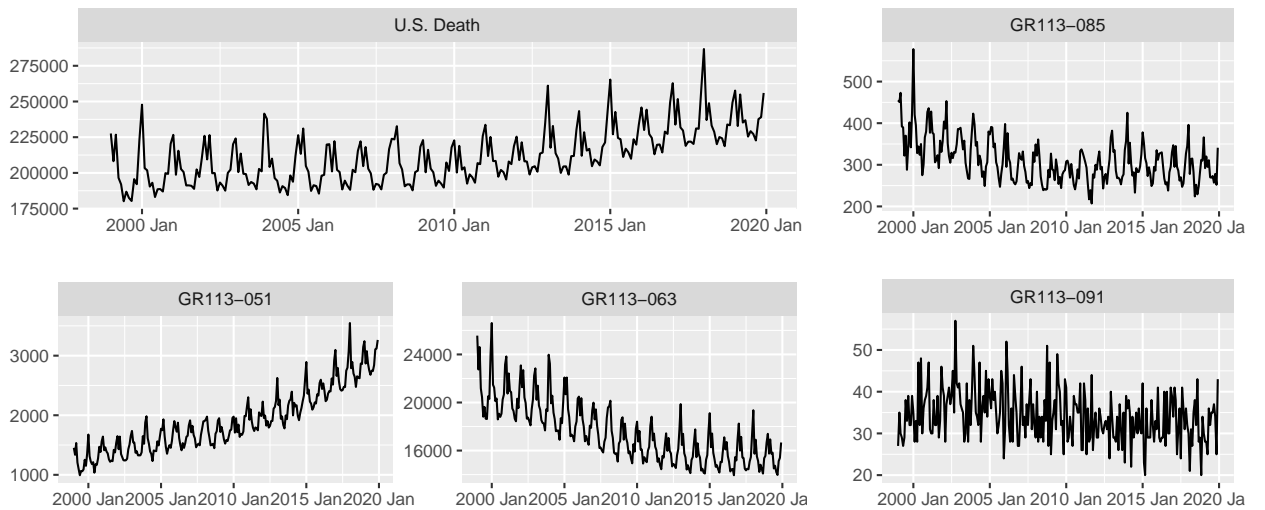 U.S. Death
275000
250000
225000
200000
175000
2000 Jan 2005 Jan 2010 Jan 2015 Jan 2020 Jan
GR113−085
500
400
300
200
2000 Jan 2005 Jan 2010 Jan 2015 Jan 2020 Ja
GR113−051
3000
2000
1000
2000 Jan2005 Jan2010 Jan2015 Jan2020 Jan
GR113−063
24000
20000
16000
2000 Jan2005 Jan2010 Jan2015 Jan2020 Ja
GR113−091
50
40
30
20
2000 Jan 2005 Jan 2010 Jan 2015 Jan 2020 Ja